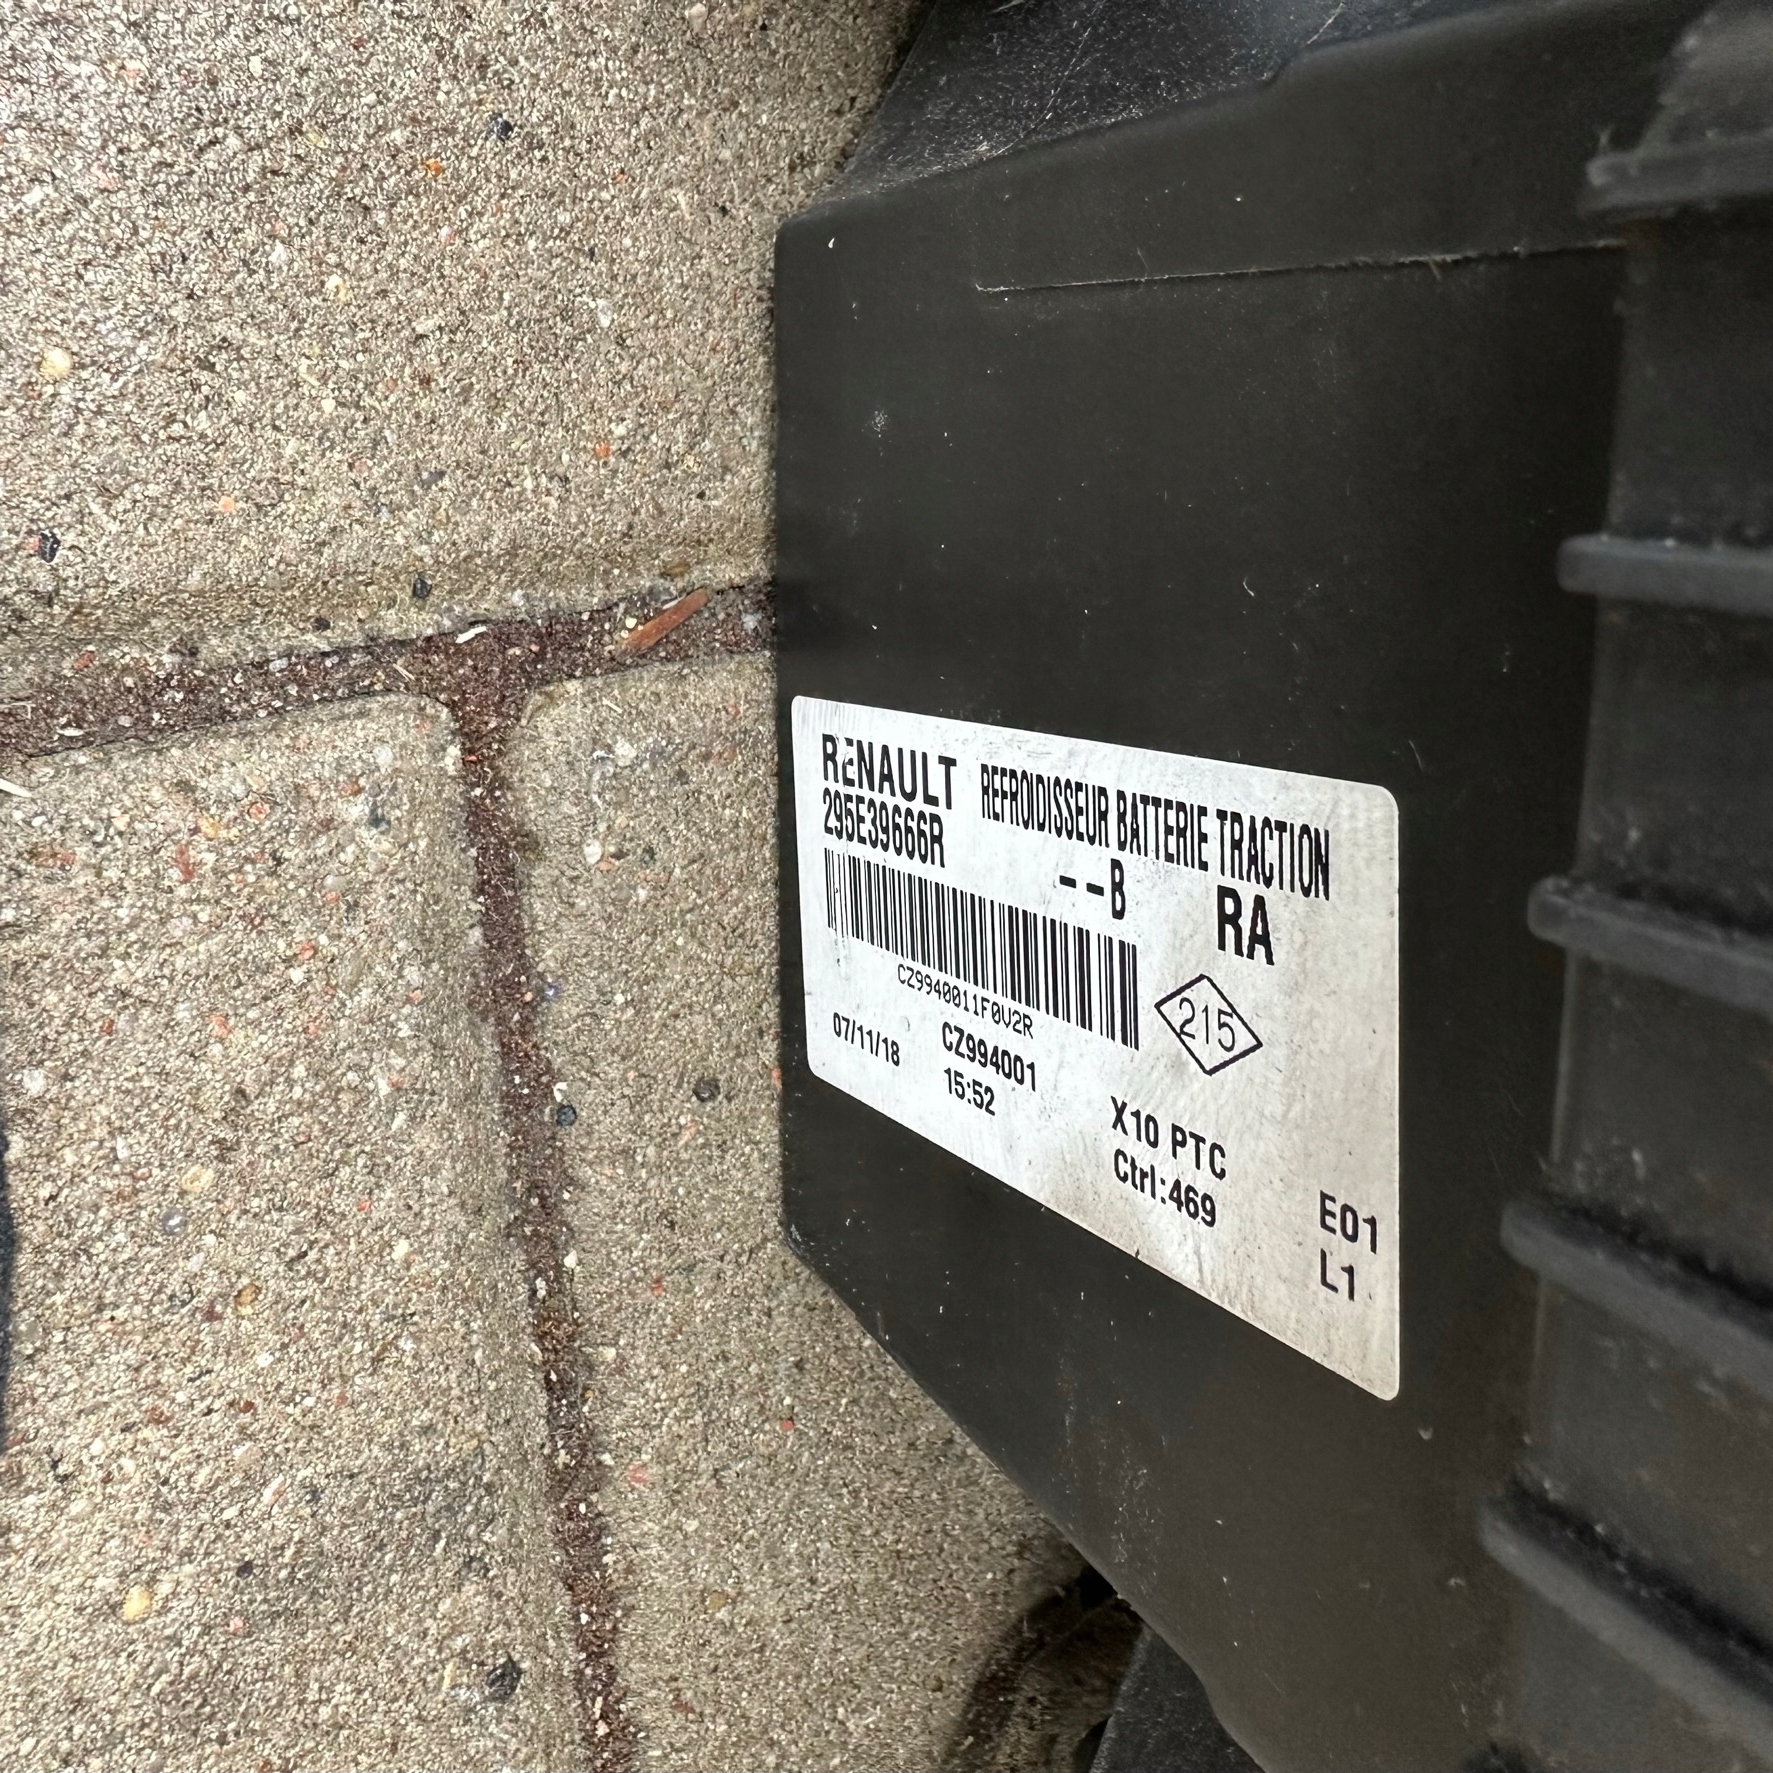 RENAULT REFROIDISSEUR BATTERIE TRACTION
295E39666R
--B RA
CZ9940011F0V2R
215
07/11/18 CZ994001
15:52
X10 PTC
Ctrl:469
E01
L1